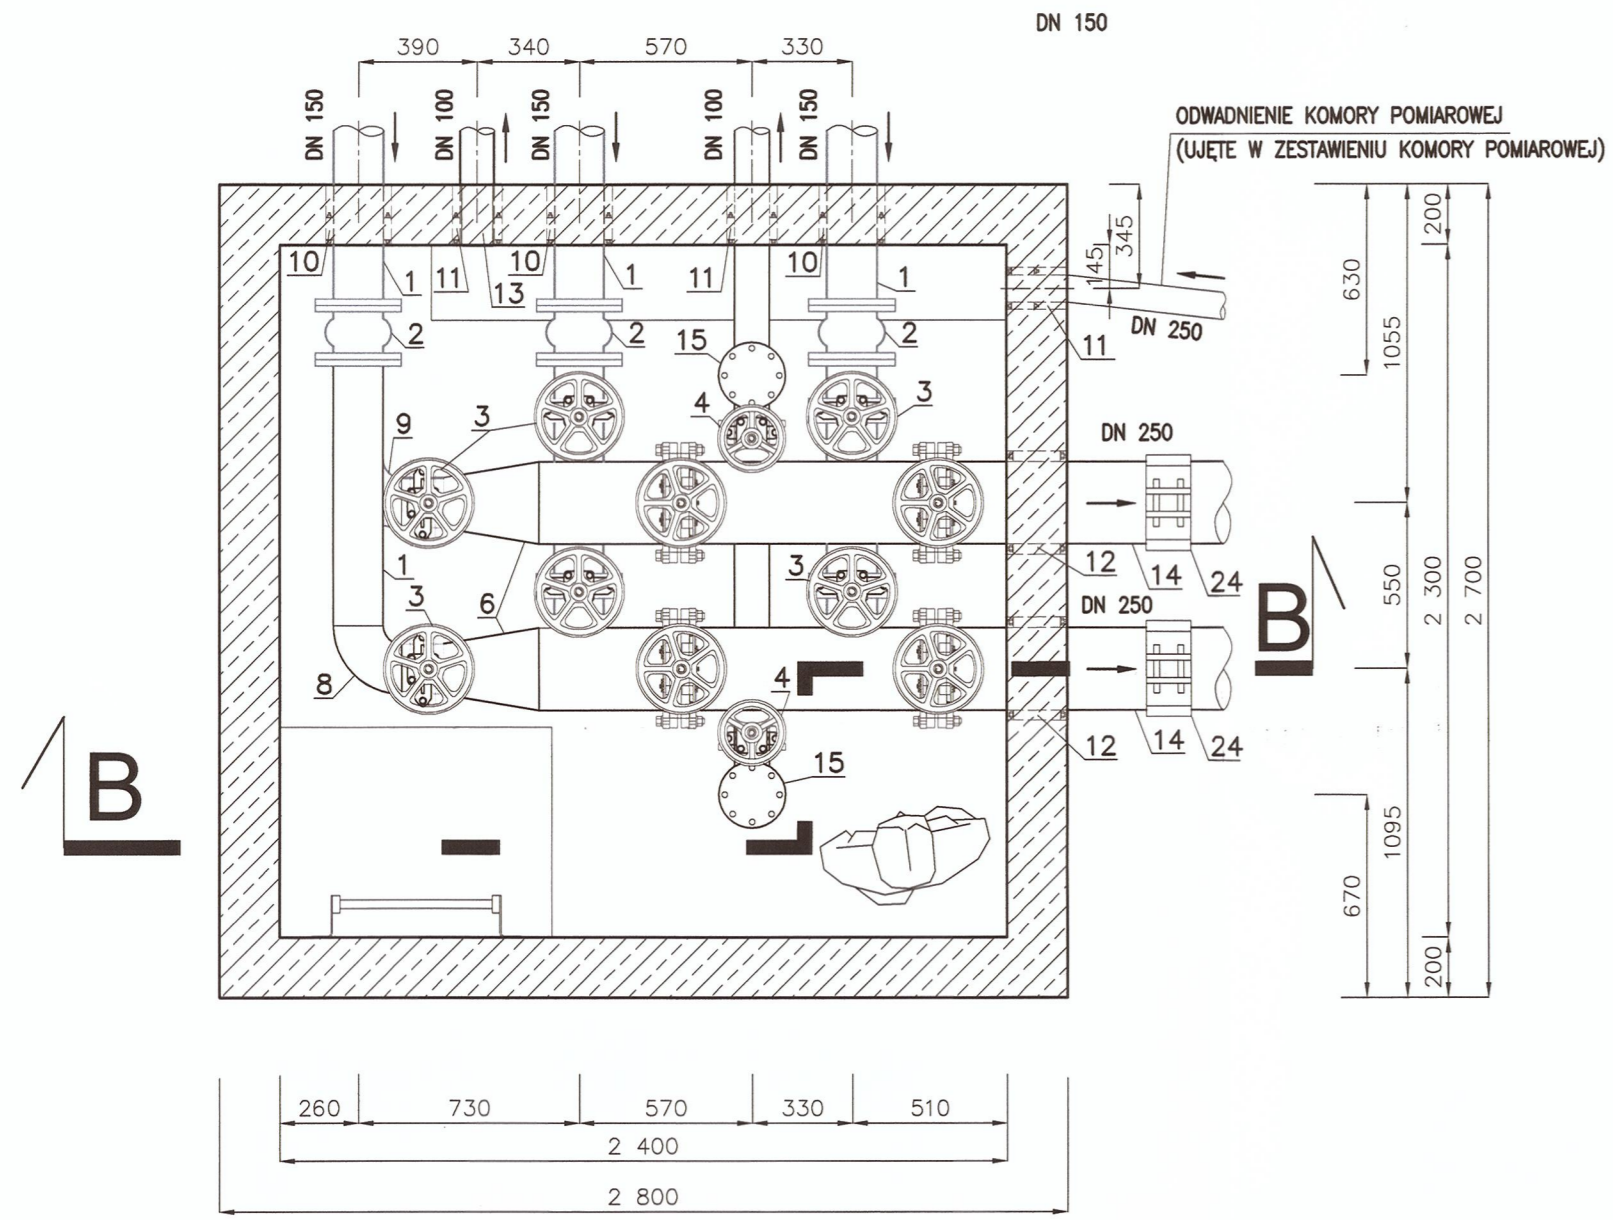 DN 150
390 340 570 330
DN 150
DN 100
DN 150
DN 100
DN 150
ODWADNIENIE KOMORY POMIAROWEJ
(UJĘTE W ZESTAWIENIU KOMORY POMIAROWEJ)
10 1 11 13 10 1 11 10 1
2 2 15 2
DN 250
11
145
345
630
1055
200
9 3 4 3
DN 250
1 3 6 3
12 14 24
DN 250
550
2 300
2 700
B
8 4
12 14 24
B
15
670
1095
200
260 730 570 330 510
2 400
2 800